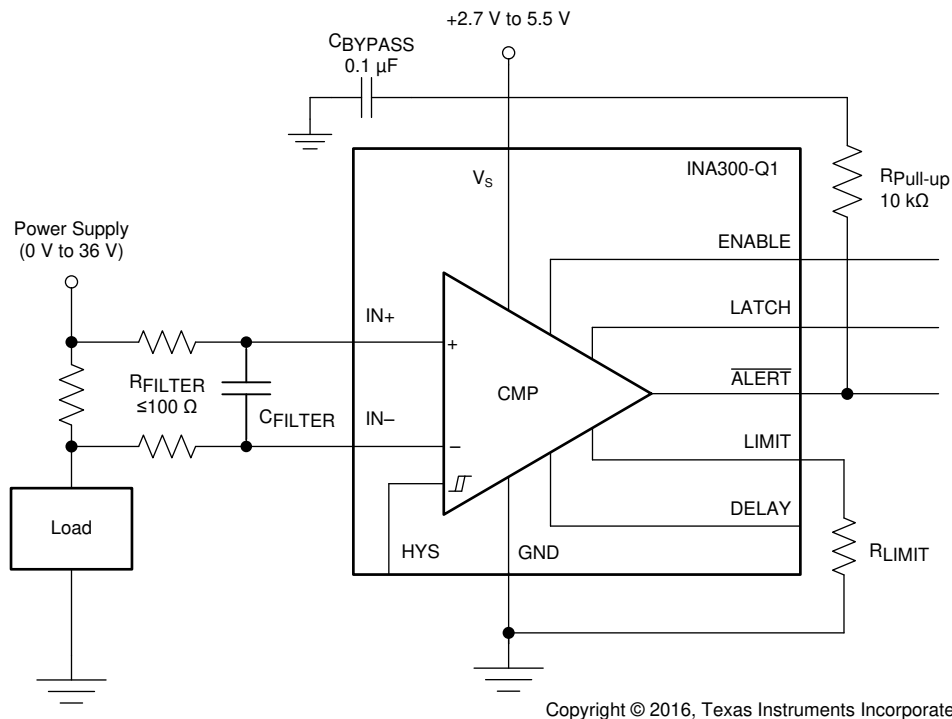 +2.7 V to 5.5 V
CBYPASS
0.1 µF
INA300-Q1
VS
RPull-up
10 kΩ
Power Supply
(0 V to 36 V)
ENABLE
LATCH
IN+
+
RFILTER
≤100 Ω
CFILTER
CMP
ALERT
IN–
–
LIMIT
DELAY
Load
HYS
GND
RLIMIT
Copyright © 2016, Texas Instruments Incorporate